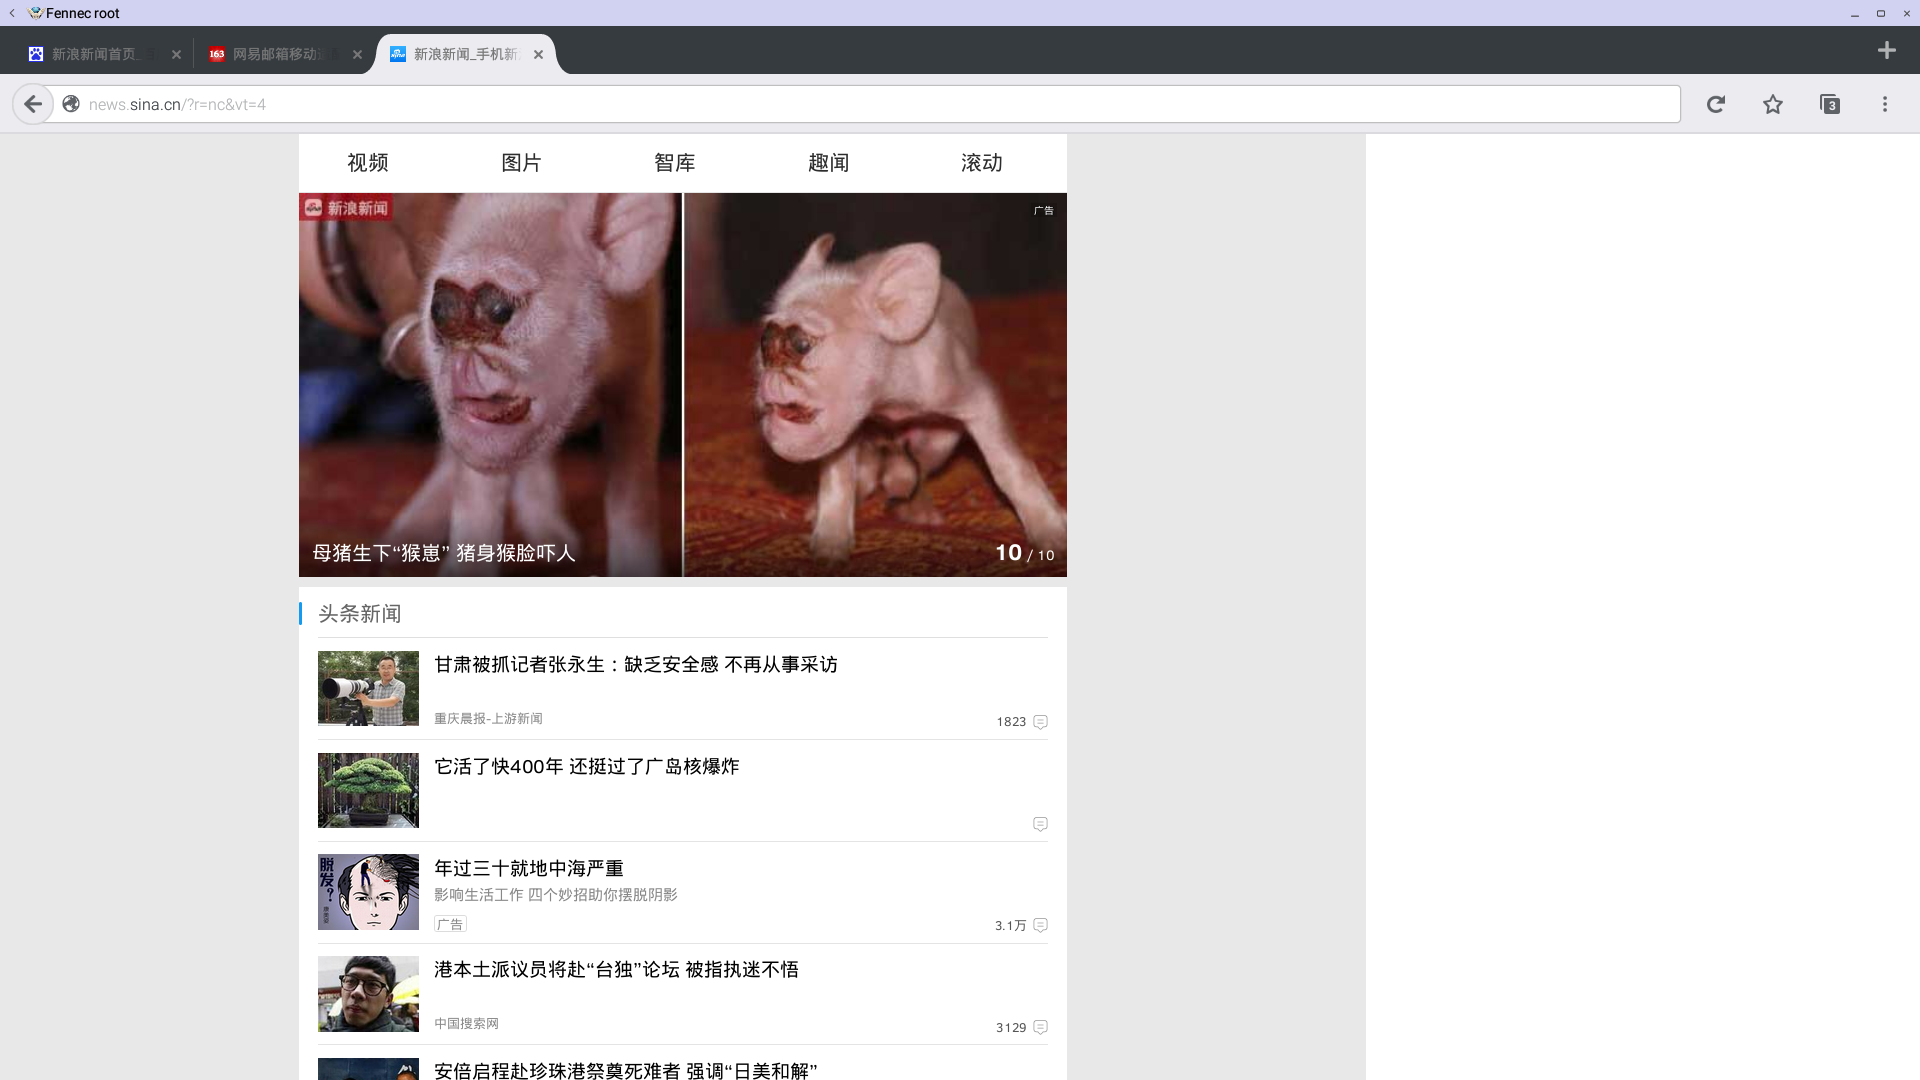 Fennec root
新浪新闻首页_
网易邮箱移动
新浪新闻_手机新
news.sina.cn/?r=nc&vt=4
3
视频
图片
智库
趣闻
滚动
新浪新闻
广告
母猪生下“猴崽” 猪身猴脸吓人
10 / 10
头条新闻
甘肃被抓记者张永生：缺乏安全感 不再从事采访
重庆晨报-上游新闻
1823
它活了快400年 还挺过了广岛核爆炸
脱发?
年过三十就地中海严重
影响生活工作 四个妙招助你摆脱阴影
广告
3.1万
港本土派议员将赴“台独”论坛 被指执迷不悟
中国搜索网
3129
安倍启程赴珍珠港祭奠死难者 强调“日美和解”